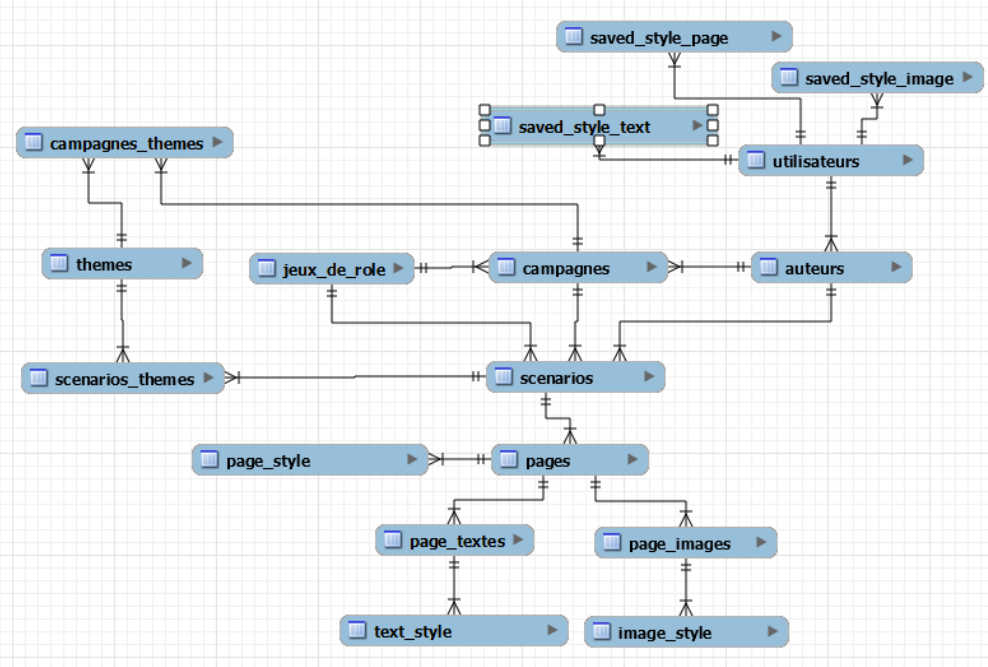 saved_style_page
saved_style_image
saved_style_text
campagnes_themes
utilisateurs
themes
jeux_de_role
campagnes
auteurs
scenarios_themes
scenarios
page_style
pages
page_textes
page_images
text_style
image_style